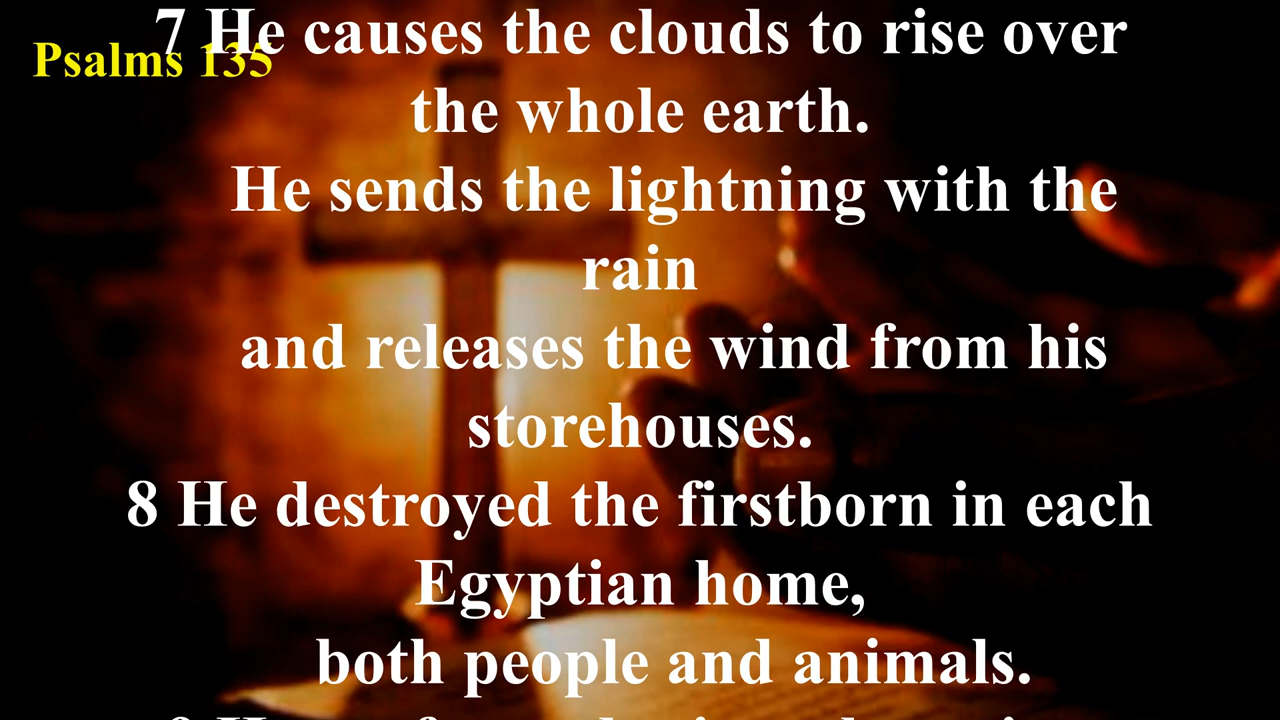 Psalms 135
7 He causes the clouds to rise over
the whole earth.
He sends the lightning with the
rain
and releases the wind from his
storehouses.
8 He destroyed the firstborn in each
Egyptian home,
both people and animals.